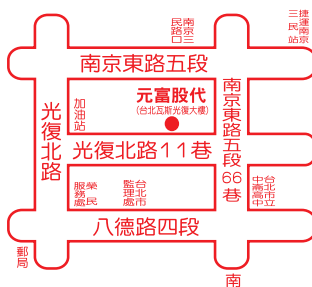 南京三民路口
捷運南京三民站
南京東路五段
元富股代
(台北瓦斯光復大樓)
加油站
光復北路
南京東路五段66巷
光復北路11巷
榮民服務處
台北市監理處
台北市中崙高中
八德路四段
郵局
南